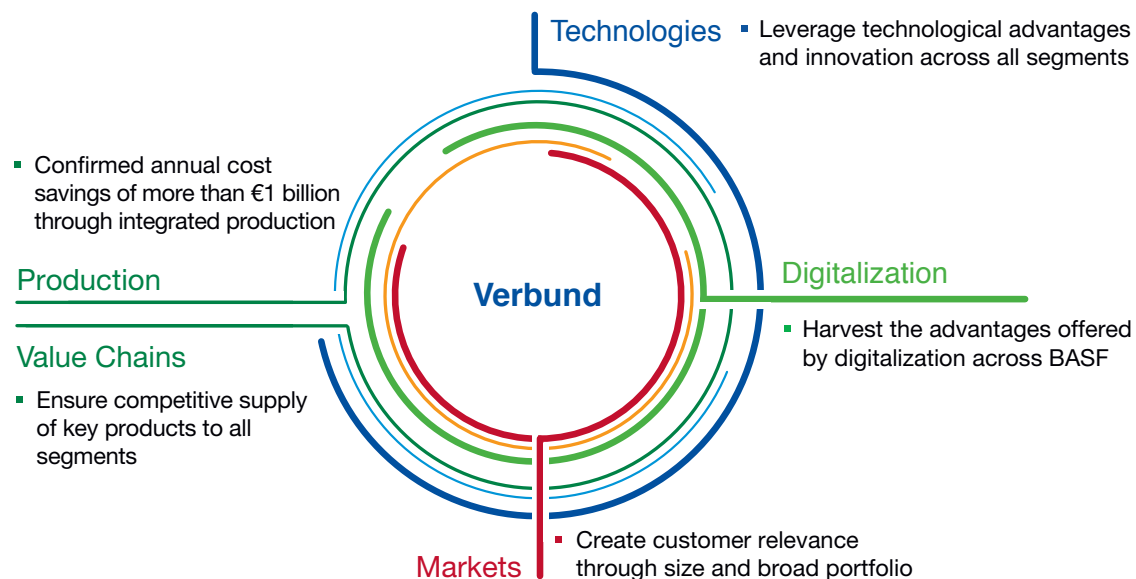 Technologies
▪ Leverage technological advantages
and innovation across all segments
▪ Confirmed annual cost
savings of more than €1 billion
through integrated production
Production
Verbund
Digitalization
▪ Harvest the advantages offered
by digitalization across BASF
Value Chains
▪ Ensure competitive supply
of key products to all
segments
Markets
▪ Create customer relevance
through size and broad portfolio